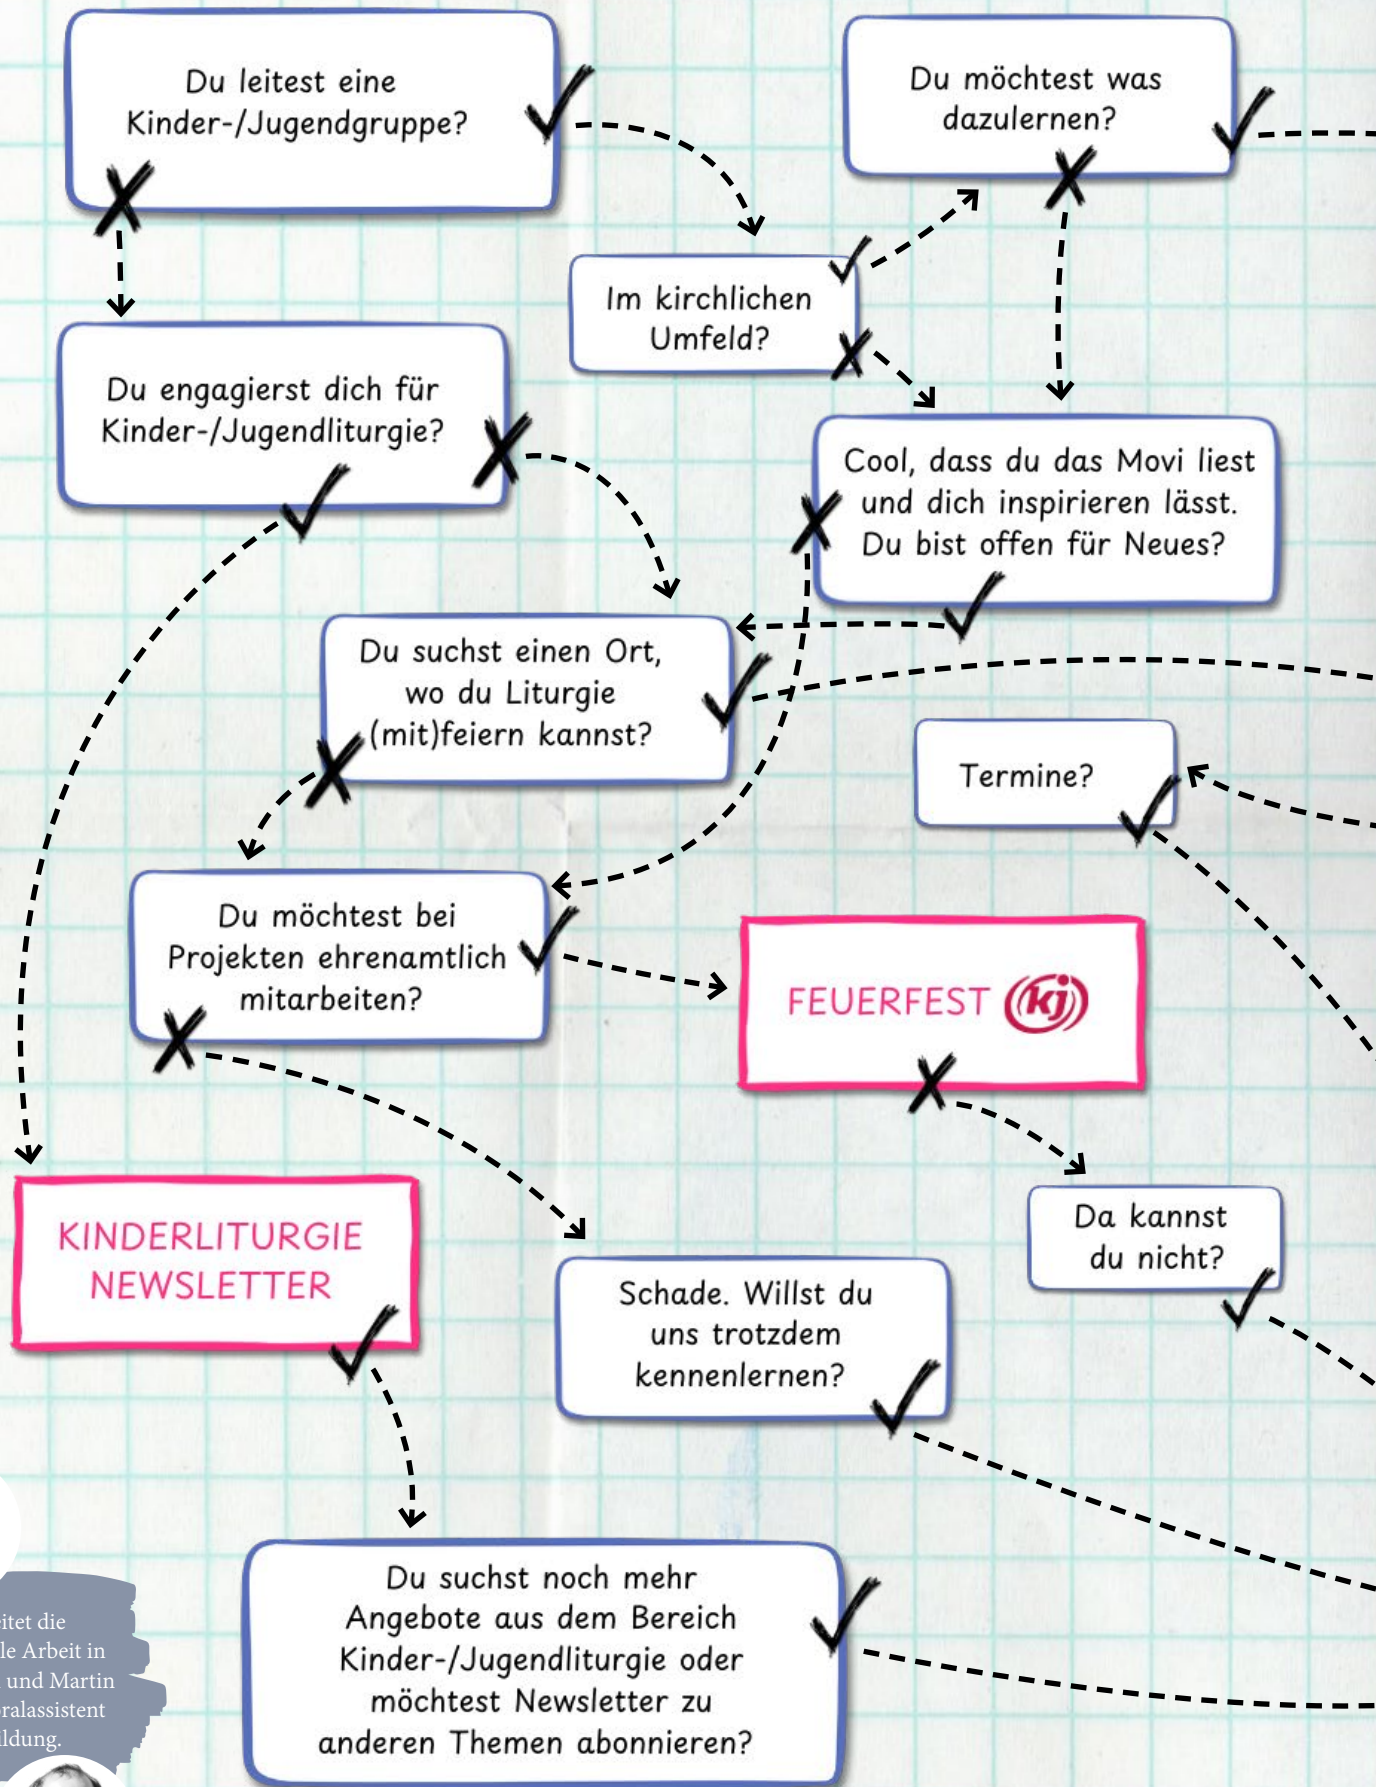 Du leitest eine
Kinder-/Jugendgruppe?
Du möchtest was
dazulernen?
Im kirchlichen
Umfeld?
Du engagierst dich für
Kinder-/Jugendliturgie?
Cool, dass du das Movi liest
und dich inspirieren lässt.
Du bist offen für Neues?
Du suchst einen Ort,
wo du Liturgie
(mit)feiern kannst?
Termine?
Du möchtest bei
Projekten ehrenamtlich
mitarbeiten?
FEUERFEST kj
KINDERLITURGIE
NEWSLETTER
Da kannst
du nicht?
Schade. Willst du
uns trotzdem
kennenlernen?
Du suchst noch mehr
Angebote aus dem Bereich
Kinder-/Jugendliturgie oder
möchtest Newsletter zu
anderen Themen abonnieren?
die
Arbeit in
und Martin